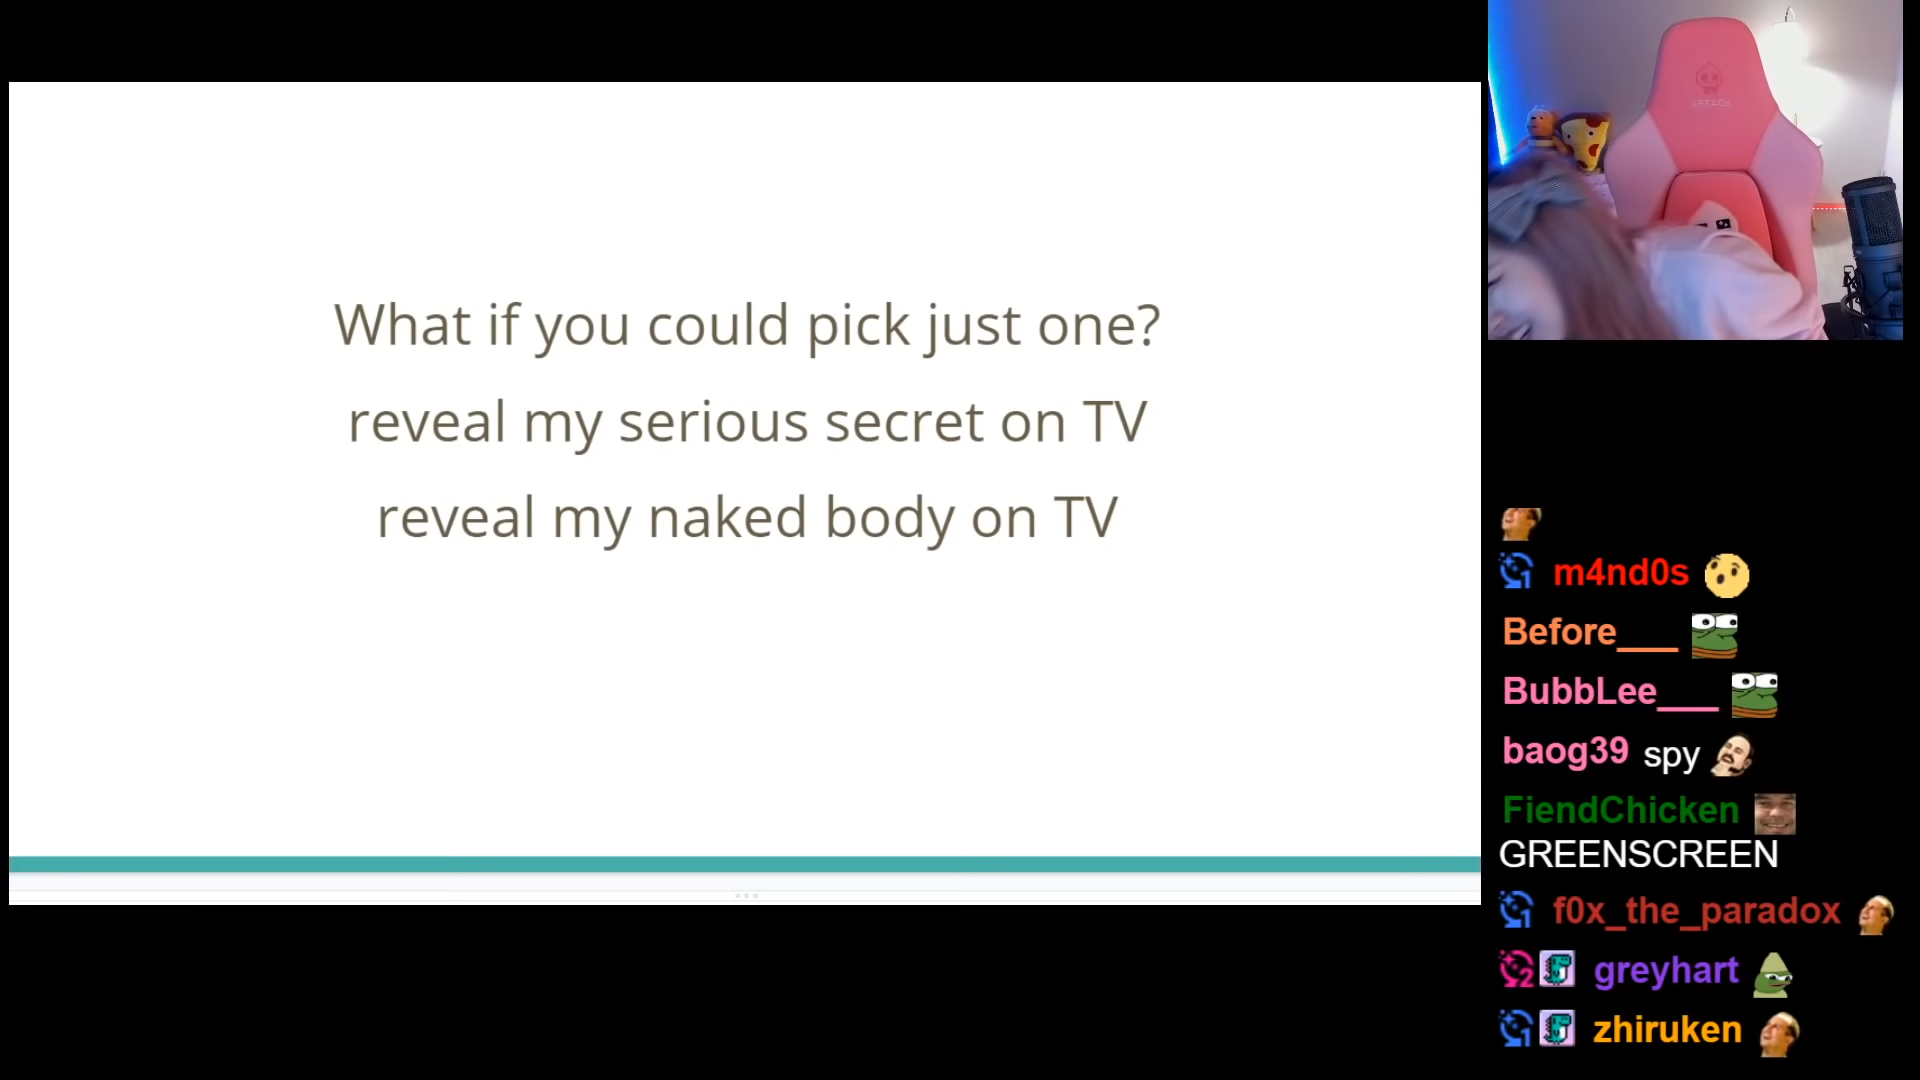 What if you could pick just one?
reveal my serious secret on TV
reveal my naked body on TV
m4nd0s
Before___
BubbLee___
baog39 spy
FiendChicken
GREENSCREEN
f0x_the_paradox
greyhart
zhiruken